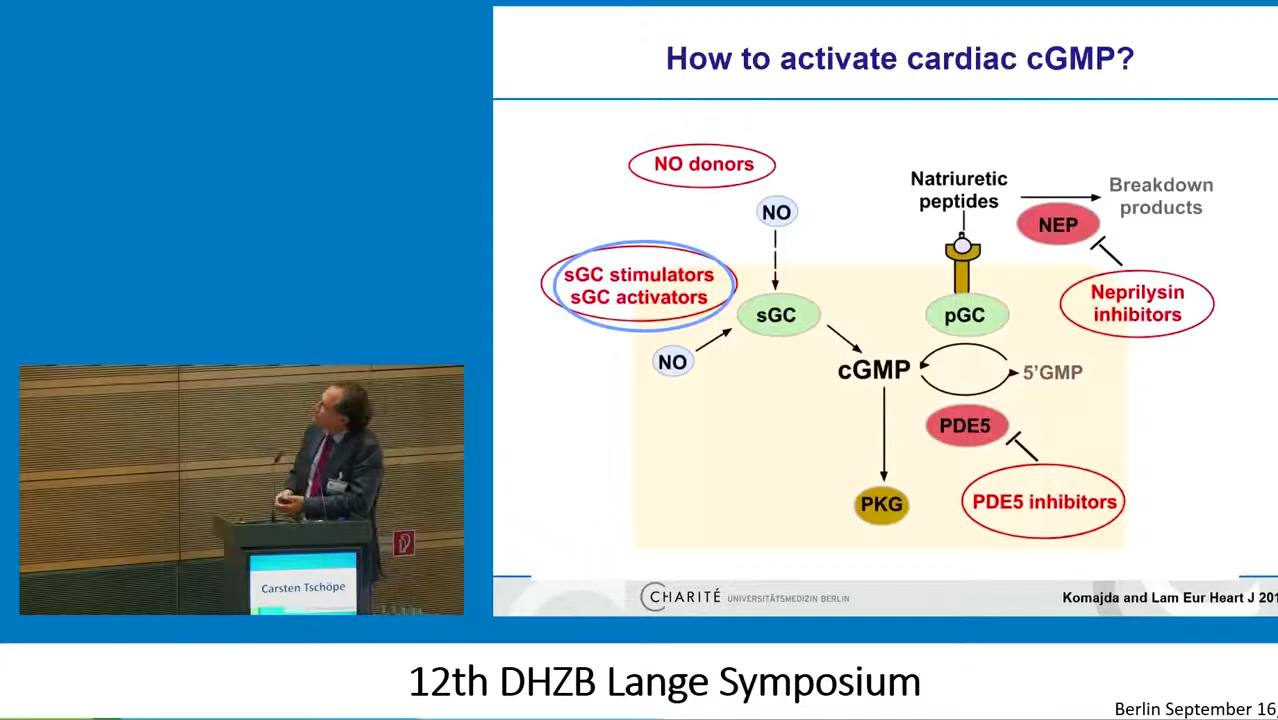 How to activate cardiac cGMP?
NO donors
NO
Natriuretic
peptides
Breakdown
products
NEP
sGC stimulators
sGC activators
sGC
pGC
Neprilysin
inhibitors
NO
cGMP
5’GMP
PDE5
PKG
PDE5 inhibitors
Carsten Tschöpe
CHARITÉ UNIVERSITÄTSMEDIZIN BERLIN
Komajda and Lam Eur Heart J 201
12th DHZB Lange Symposium
Berlin September 16,